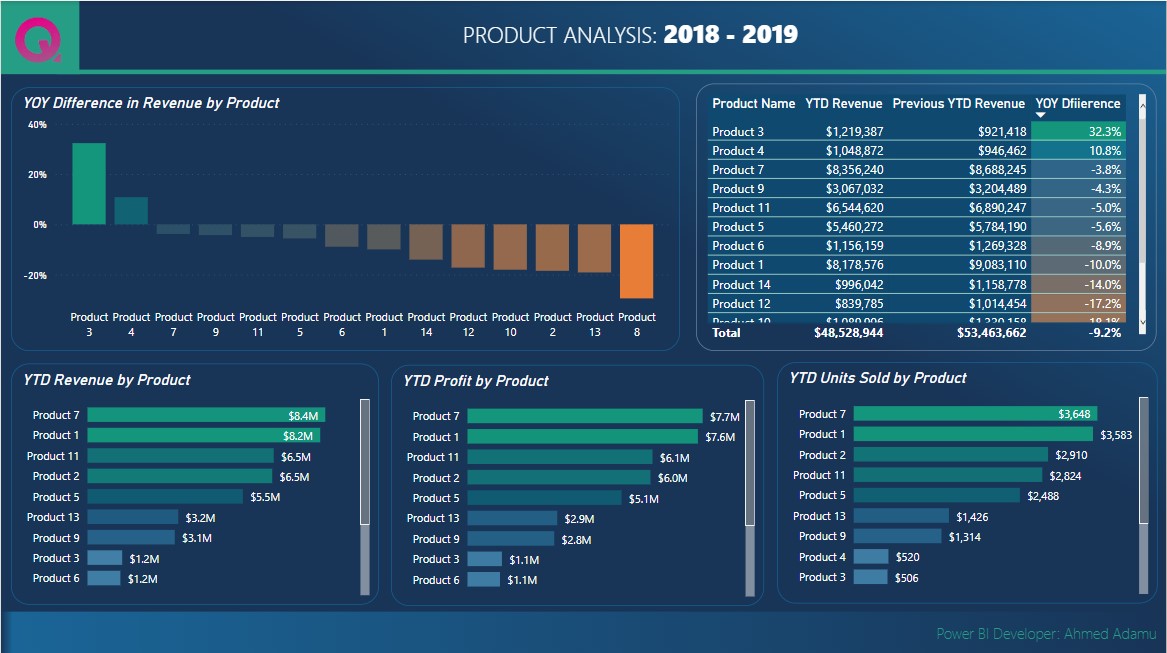 PRODUCT ANALYSIS: 2018 - 2019
YOY Difference in Revenue by Product
40%
20%
0%
-20%
Product 3
Product 4
Product 7
Product 9
Product 11
Product 5
Product 6
Product 1
Product 14
Product 12
Product 10
Product 2
Product 13
Product 8
Product Name YTD Revenue Previous YTD Revenue YOY Dfiierence
Product 3 $1,219,387 $921,418 32.3%
Product 4 $1,048,872 $946,462 10.8%
Product 7 $8,356,240 $8,688,245 -3.8%
Product 9 $3,067,032 $3,204,489 -4.3%
Product 11 $6,544,620 $6,890,247 -5.0%
Product 5 $5,460,272 $5,784,190 -5.6%
Product 6 $1,156,159 $1,269,328 -8.9%
Product 1 $8,178,576 $9,083,110 -10.0%
Product 14 $996,042 $1,158,778 -14.0%
Product 12 $839,785 $1,014,454 -17.2%
Product 10
Total $48,528,944 $53,463,662 -9.2%
YTD Revenue by Product
Product 7 $8.4M
Product 1 $8.2M
Product 11 $6.5M
Product 2 $6.5M
Product 5 $5.5M
Product 13 $3.2M
Product 9 $3.1M
Product 3 $1.2M
Product 6 $1.2M
YTD Profit by Product
Product 7 $7.7M
Product 1 $7.6M
Product 11 $6.1M
Product 2 $6.0M
Product 5 $5.1M
Product 13 $2.9M
Product 9 $2.8M
Product 3 $1.1M
Product 6 $1.1M
YTD Units Sold by Product
Product 7 $3,648
Product 1 $3,583
Product 2 $2,910
Product 11 $2,824
Product 5 $2,488
Product 13 $1,426
Product 9 $1,314
Product 4 $520
Product 3 $506
Power BI Developer: Ahmed Adamu